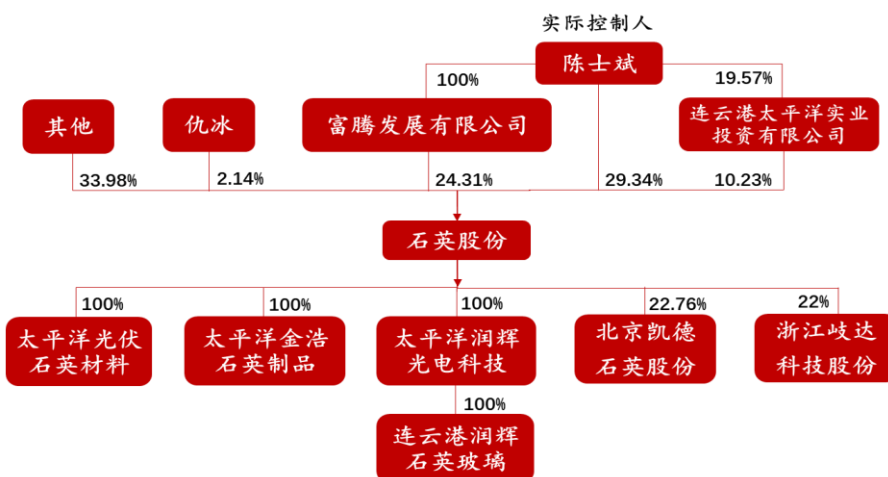 实际控制人
陈士斌
100%
19.57%
其他
仇冰
富腾发展有限公司
连云港太平洋实业
投资有限公司
33.98%
2.14%
24.31%
29.34%
10.23%
石英股份
100%
100%
100%
22.76%
22%
太平洋光伏
石英材料
太平洋金浩
石英制品
太平洋润辉
光电科技
北京凯德
石英股份
浙江岐达
科技股份
100%
连云港润辉
石英玻璃